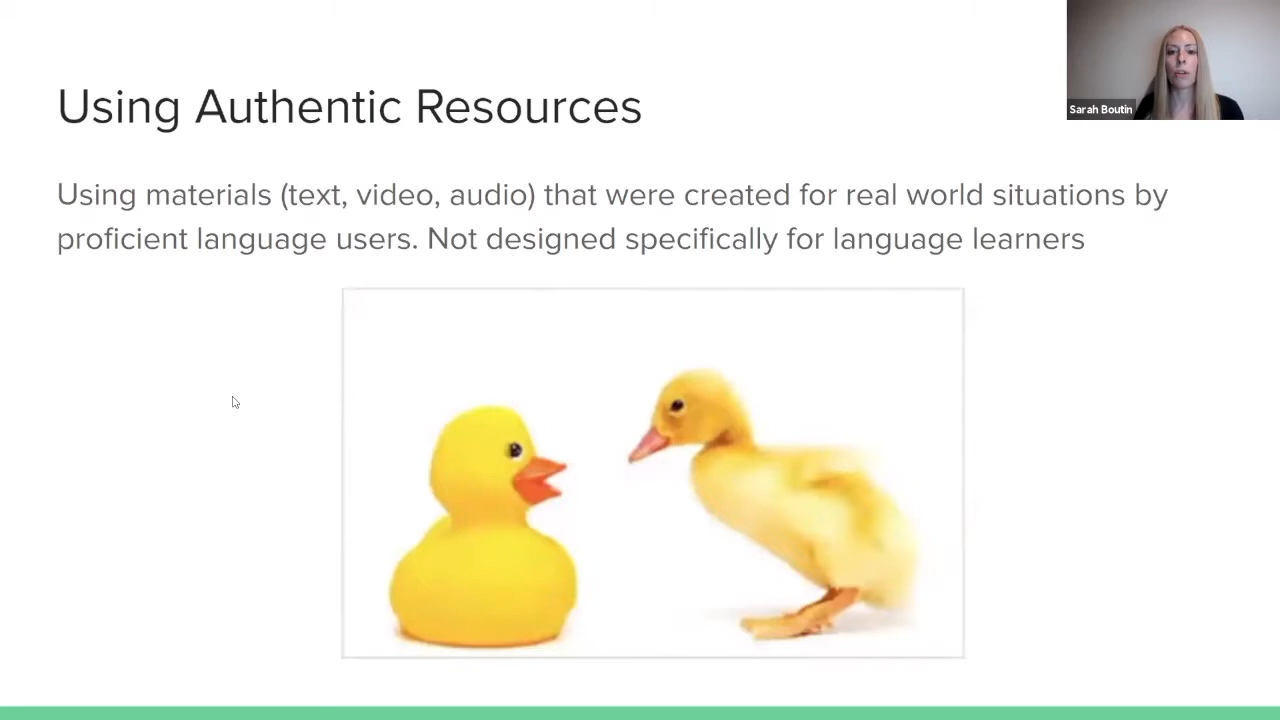 Using Authentic Resources
Sarah Boutin
Using materials (text, video, audio) that were created for real world situations by
proficient language users. Not designed specifically for language learners